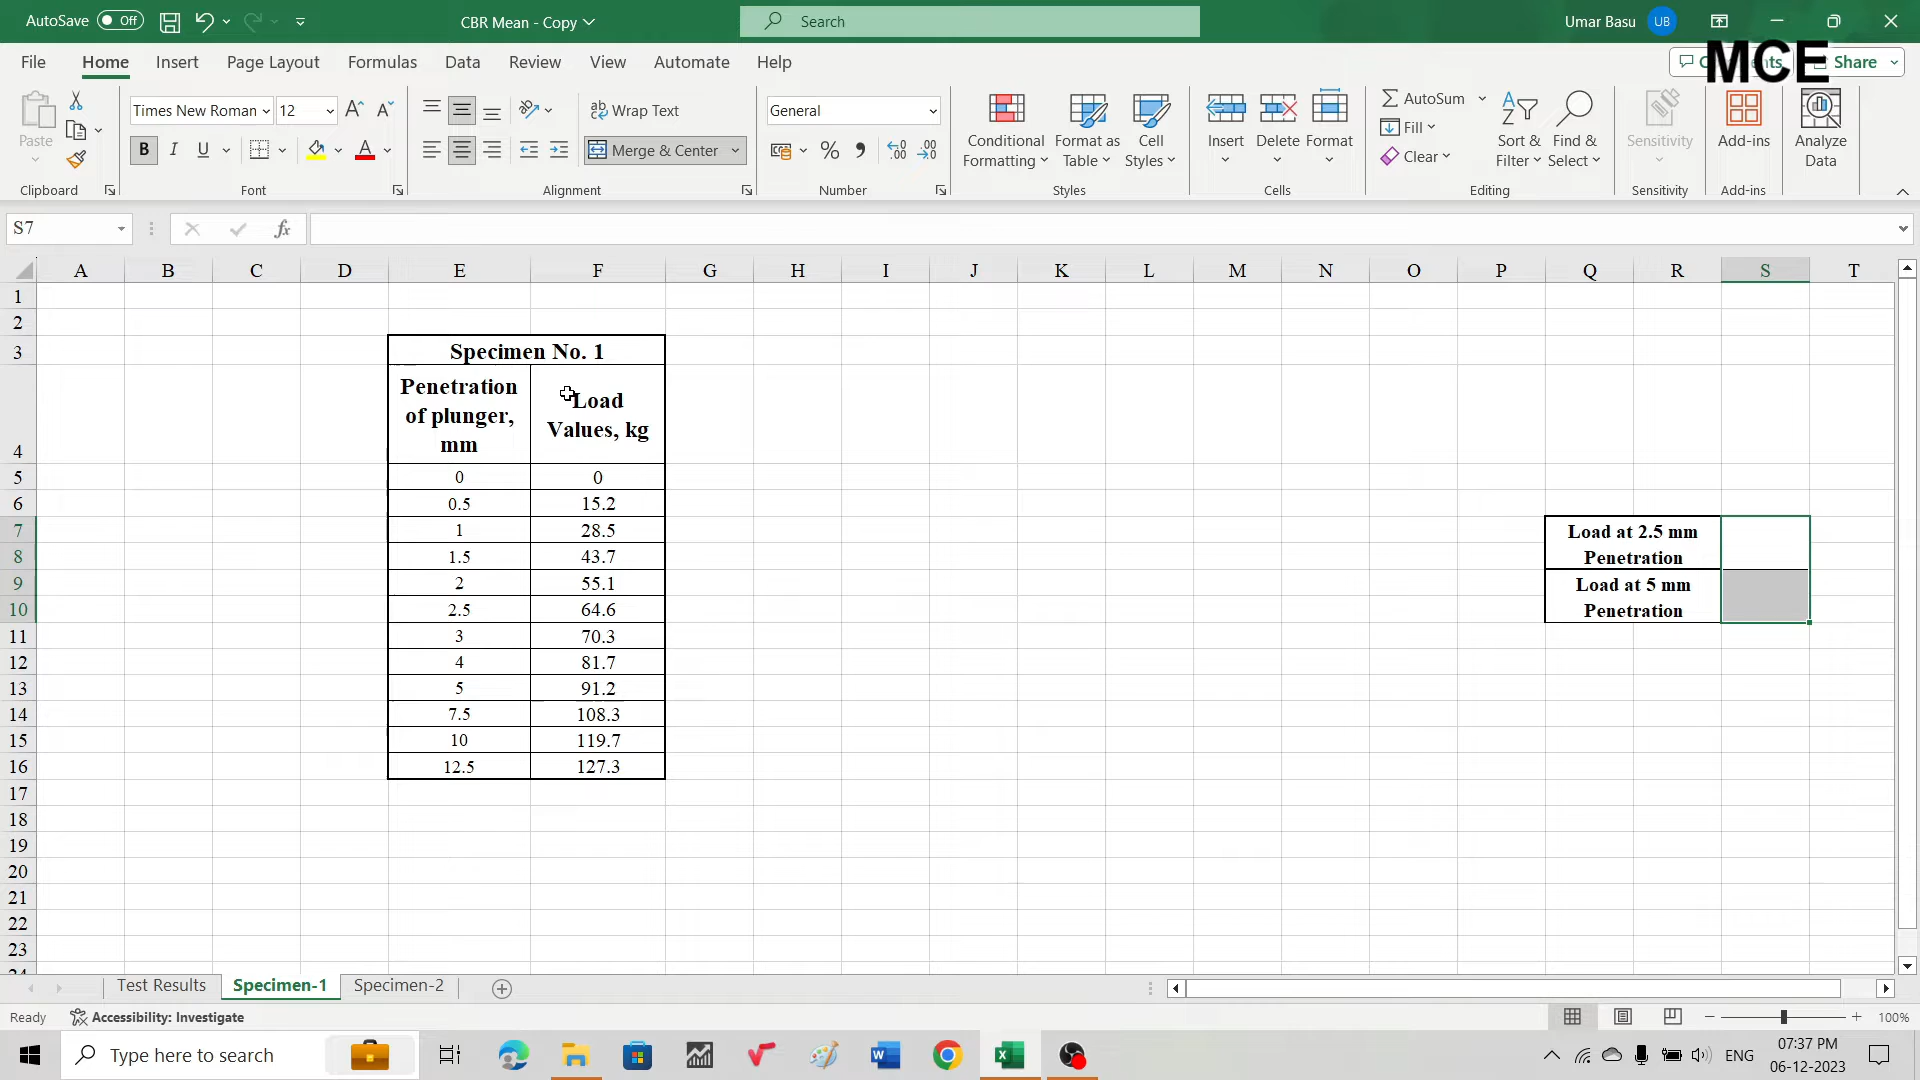 AutoSave Off
CBR Mean - Copy
Search
Umar Basu UB
File Home Insert Page Layout Formulas Data Review View Automate Help
Share
MCE
Paste
Clipboard
Times New Roman 12
B I U
Font
Wrap Text
Merge & Center
Alignment
General
Number
Conditional
Formatting
Format as
Table
Cell
Styles
Styles
Insert
Delete
Format
Cells
AutoSum
Fill
Clear
Sort &
Filter
Find &
Select
Editing
Sensitivity
Sensitivity
Add-ins
Add-ins
Analyze
Data
S7
fx
A B C D E F G H I J K L M N O P Q R S T
1
2
3 Specimen No. 1
4
Penetration
of plunger,
mm
Load
Values, kg
5 0 0
6 0.5 15.2
7 1 28.5
8 1.5 43.7
9 2 55.1
10 2.5 64.6
11 3 70.3
12 4 81.7
13 5 91.2
14 7.5 108.3
15 10 119.7
16 12.5 127.3
17
18
19
20
21
22
23
24
Load at 2.5 mm
Penetration
Load at 5 mm
Penetration
Test Results Specimen-1 Specimen-2
Ready Accessibility: Investigate
100%
Type here to search
ENG
07:37 PM
06-12-2023